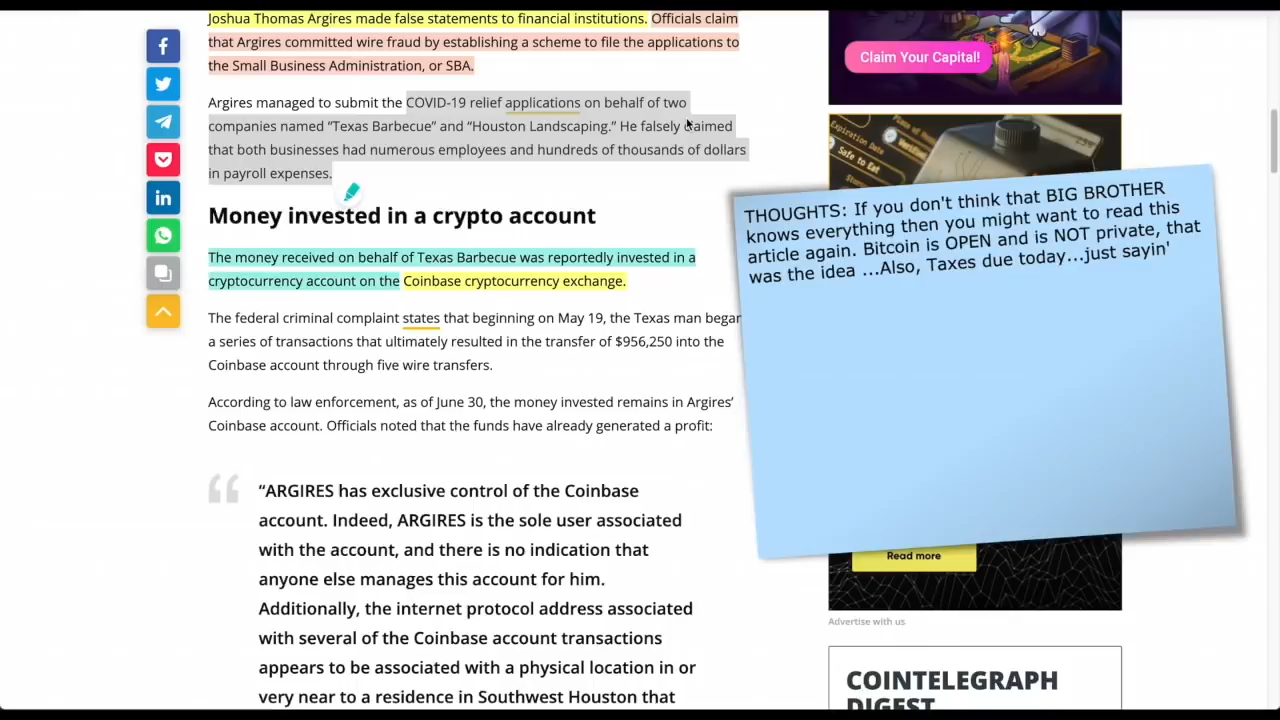 Joshua Thomas Argires made false statements to financial institutions. Officials claim
that Argires committed wire fraud by establishing a scheme to file the applications to
the Small Business Administration, or SBA.
Argires managed to submit the COVID-19 relief applications on behalf of two
companies named “Texas Barbecue” and “Houston Landscaping.” He falsely claimed
that both businesses had numerous employees and hundreds of thousands of dollars
in payroll expenses.
Money invested in a crypto account
The money received on behalf of Texas Barbecue was reportedly invested in a
cryptocurrency account on the Coinbase cryptocurrency exchange.
The federal criminal complaint states that beginning on May 19, the Texas man began
a series of transactions that ultimately resulted in the transfer of $956,250 into the
Coinbase account through five wire transfers.
According to law enforcement, as of June 30, the money invested remains in Argires’
Coinbase account. Officials noted that the funds have already generated a profit:
“ARGIRES has exclusive control of the Coinbase
account. Indeed, ARGIRES is the sole user associated
with the account, and there is no indication that
anyone else manages this account for him.
Additionally, the internet protocol address associated
with several of the Coinbase account transactions
appears to be associated with a physical location in or
very near to a residence in Southwest Houston that
Claim Your Capital!
Expiration Date
Safe to Eat
THOUGHTS: If you don't think that BIG BROTHER
knows everything then you might want to read this
article again. Bitcoin is OPEN and is NOT private, that
was the idea ...Also, Taxes due today...just sayin'
Read more
Advertise with us
COINTELEGRAPH
DIGEST